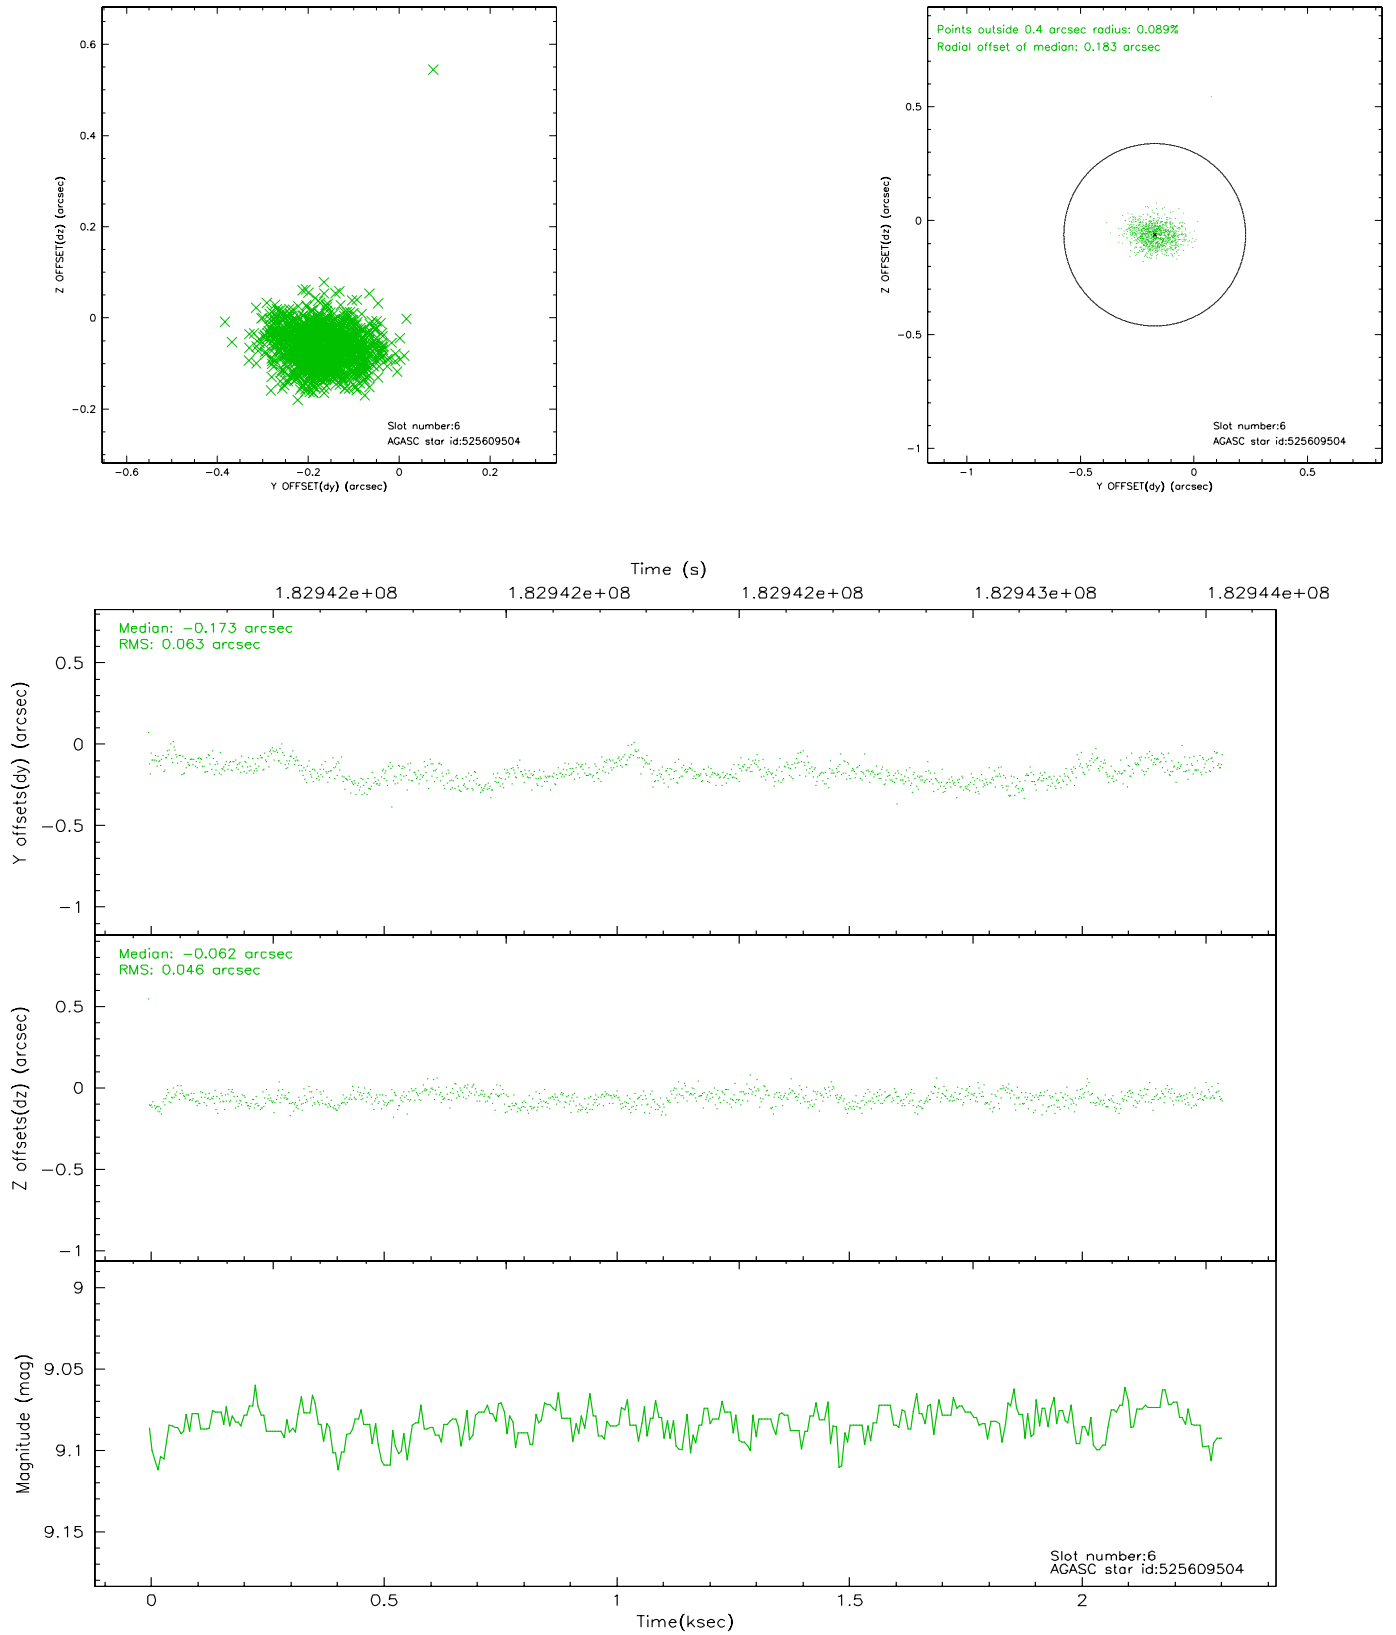 0.6
0.4
0.2
0
−0.2
Z OFFSET(dz) (arcsec)
−0.6
−0.4
−0.2
0
0.2
Y OFFSET(dy) (arcsec)
Slot number:6
AGASC star id:525609504
Points outside 0.4 arcsec radius: 0.089%
Radial offset of median: 0.183 arcsec
0.5
0
−0.5
−1
Z OFFSET(dz) (arcsec)
−1
−0.5
0
0.5
Y OFFSET(dy) (arcsec)
Slot number:6
AGASC star id:525609504
Time (s)
1.82942e+08
1.82942e+08
1.82942e+08
1.82943e+08
1.82944e+08
Median: −0.173 arcsec
RMS: 0.063 arcsec
0.5
0
−0.5
−1
Y offsets(dy) (arcsec)
Median: −0.062 arcsec
RMS: 0.046 arcsec
0.5
0
−0.5
−1
Z offsets(dz) (arcsec)
9
9.05
9.1
9.15
Magnitude (mag)
Slot number:6
AGASC star id:525609504
0
0.5
1
1.5
2
Time(ksec)